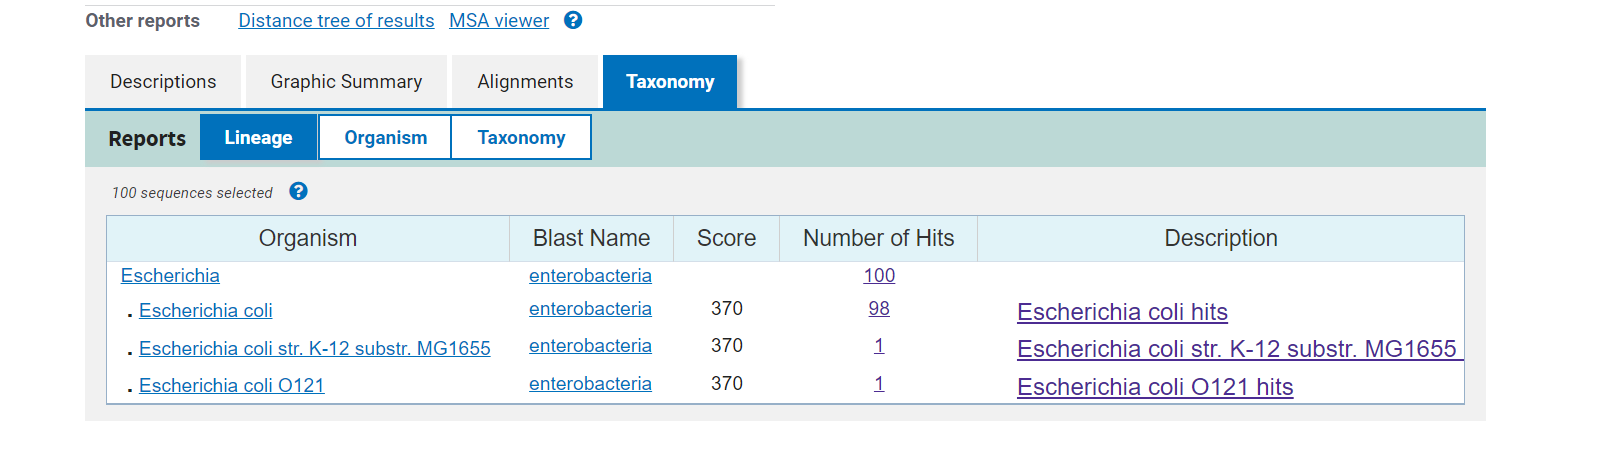 Other reports Distance tree of results MSA viewer ?
Descriptions Graphic Summary Alignments Taxonomy
Reports Lineage Organism Taxonomy
100 sequences selected ?
Organism Blast Name Score Number of Hits Description
Escherichia enterobacteria 100
. Escherichia coli enterobacteria 370 98 Escherichia coli hits
. Escherichia coli str. K-12 substr. MG1655 enterobacteria 370 1 Escherichia coli str. K-12 substr. MG1655
. Escherichia coli O121 enterobacteria 370 1 Escherichia coli O121 hits